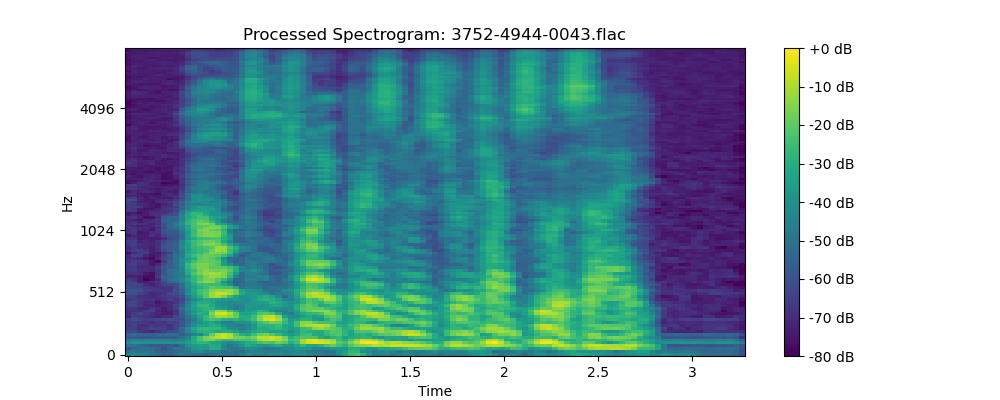 Processed Spectrogram: 3752-4944-0043.flac
+0 dB
-10 dB
4096
-20 dB
-30 dB
2048
Hz
-40 dB
1024
-50 dB
-60 dB
512
-70 dB
0
-80 dB
0 0.5 1 1.5 2 2.5 3
Time